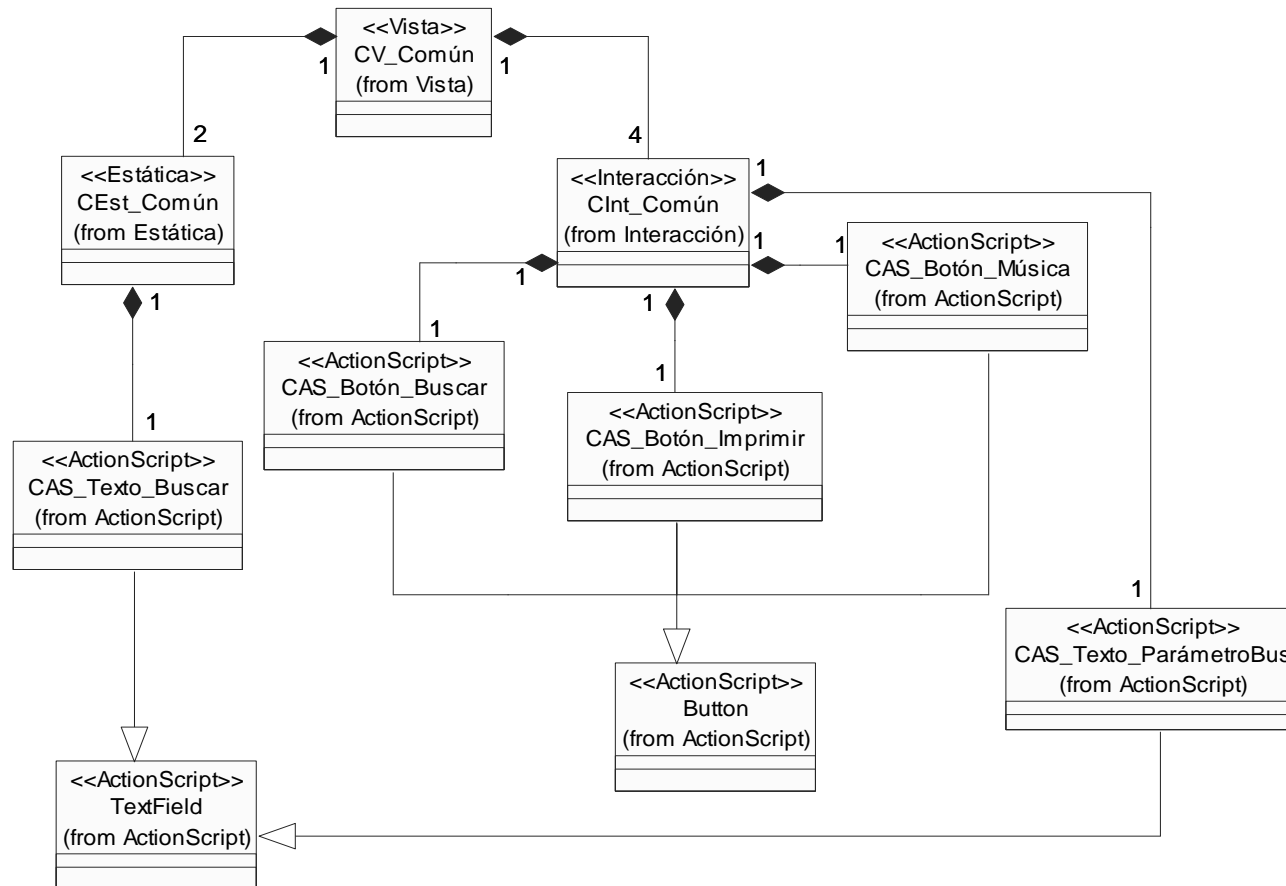 <<Vista>>
CV_Común
(from Vista)
1
1
2
4
<<Estática>>
CEst_Común
(from Estática)
1
<<Interacción>>
CInt_Común
(from Interacción)
1
1
1
1
1
<<ActionScript>>
CAS_Botón_Música
(from ActionScript)
1
<<ActionScript>>
CAS_Botón_Buscar
(from ActionScript)
1
<<ActionScript>>
CAS_Botón_Imprimir
(from ActionScript)
1
<<ActionScript>>
CAS_Texto_Buscar
(from ActionScript)
1
<<ActionScript>>
CAS_Texto_ParámetroBus
(from ActionScript)
<<ActionScript>>
Button
(from ActionScript)
<<ActionScript>>
TextField
(from ActionScript)